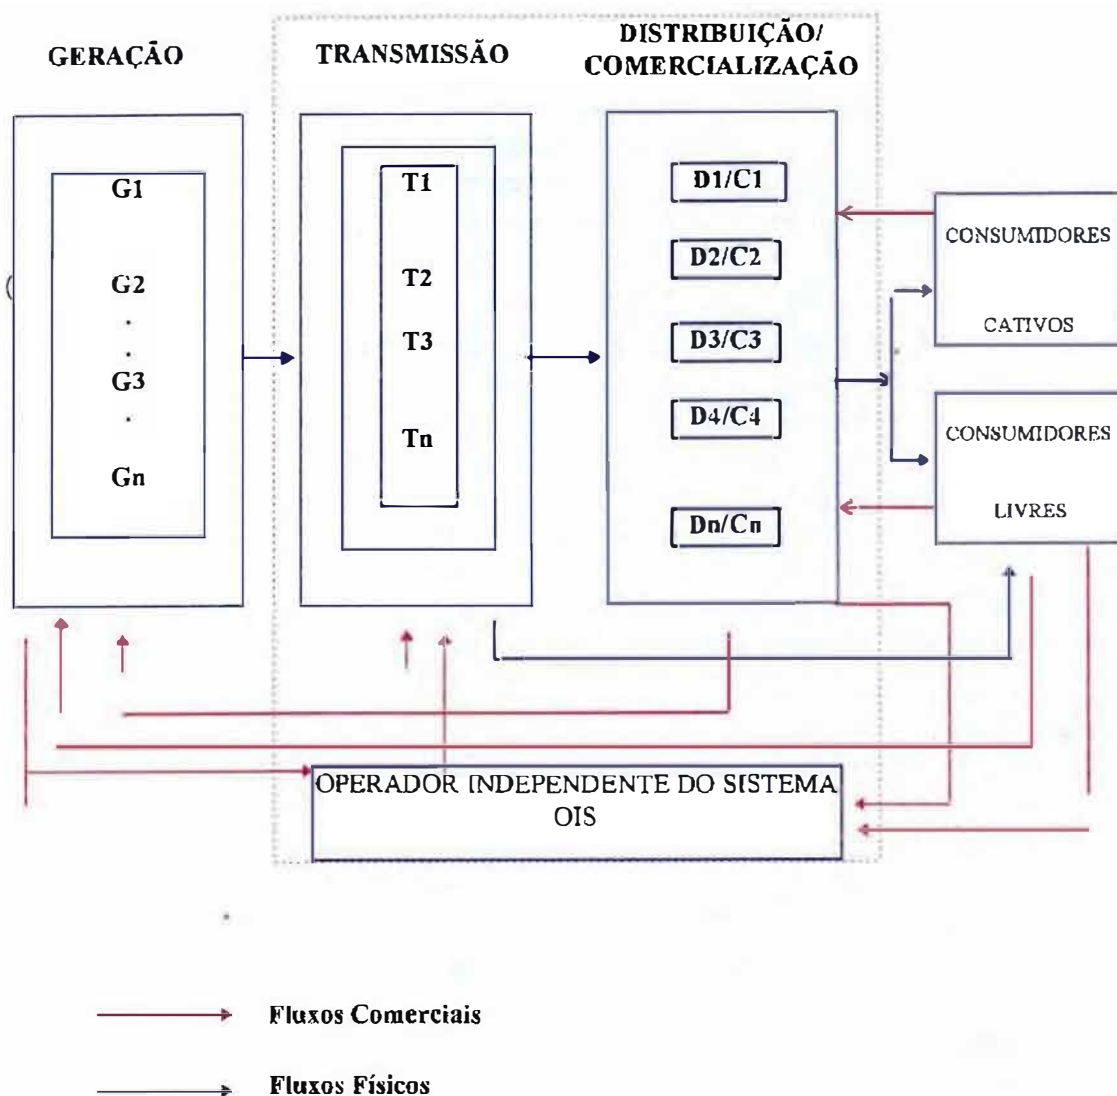 GERAÇÃO
TRANSMISSÃO
DISTRIBUIÇÃO/
COMERCIALIZAÇÃO
G1
G2
.
.
G3
.
Gn
T1
T2
T3
Tn
D1/C1
D2/C2
D3/C3
D4/C4
Dn/Cn
CONSUMIDORES
CATIVOS
CONSUMIDORES
LIVRES
OPERADOR INDEPENDENTE DO SISTEMA
OIS
Fluxos Comerciais
Fluxos Físicos